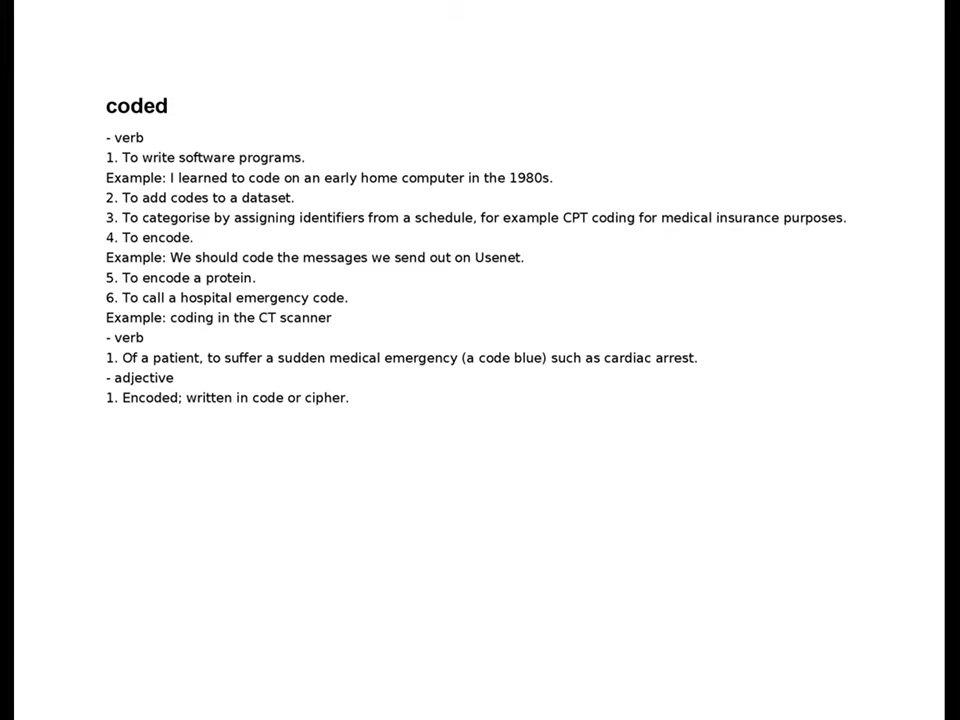 coded
- verb
1. To write software programs.
Example: I learned to code on an early home computer in the 1980s.
2. To add codes to a dataset.
3. To categorise by assigning identifiers from a schedule, for example CPT coding for medical insurance purposes.
4. To encode.
Example: We should code the messages we send out on Usenet.
5. To encode a protein.
6. To call a hospital emergency code.
Example: coding in the CT scanner
- verb
1. Of a patient, to suffer a sudden medical emergency (a code blue) such as cardiac arrest.
- adjective
1. Encoded; written in code or cipher.